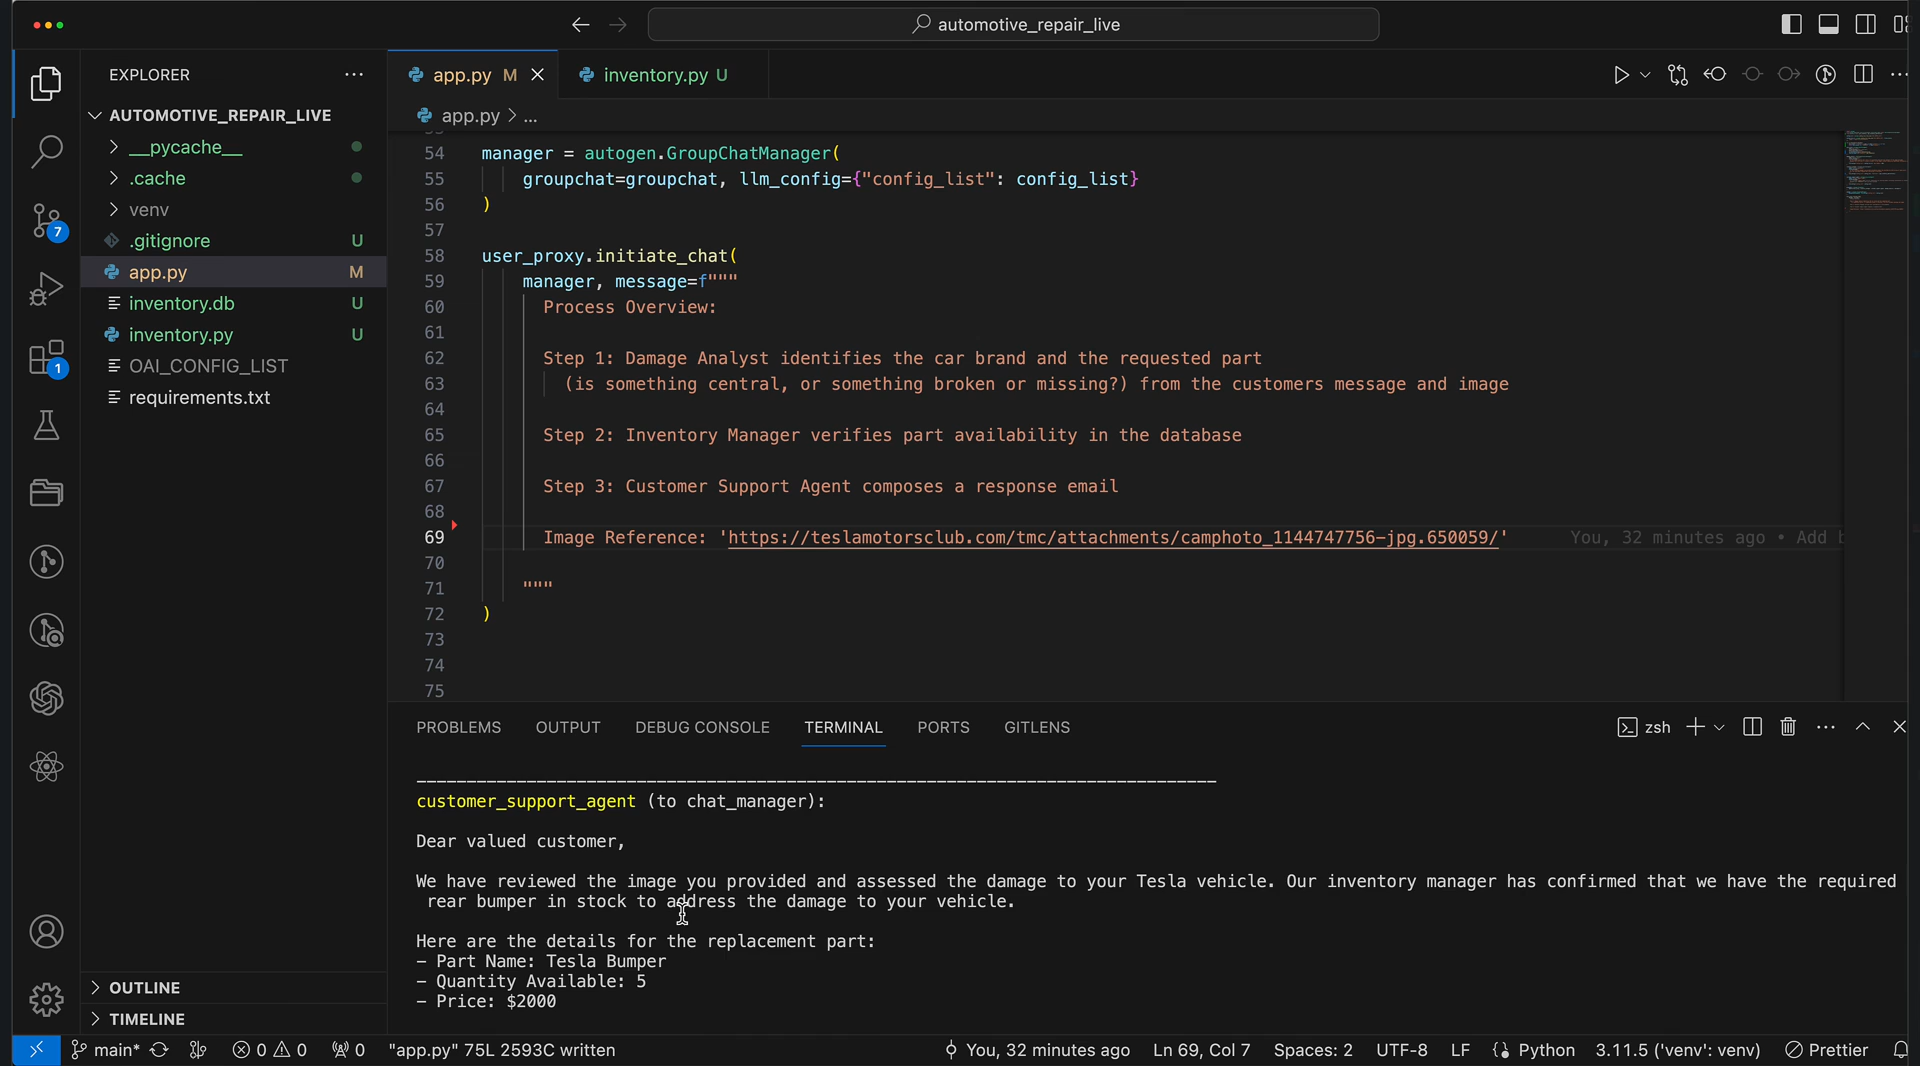 automotive_repair_live
EXPLORER
AUTOMOTIVE_REPAIR_LIVE
__pycache__
.cache
venv
.gitignore U
app.py M
inventory.db U
inventory.py U
OAI_CONFIG_LIST
requirements.txt
OUTLINE
TIMELINE
7
1
app.py M
inventory.py U
app.py > ...
54 manager = autogen.GroupChatManager(
55 groupchat=groupchat, llm_config={"config_list": config_list}
56 )
57
58 user_proxy.initiate_chat(
59 manager, message=f"""
60 Process Overview:
61
62 Step 1: Damage Analyst identifies the car brand and the requested part
63 (is something central, or something broken or missing?) from the customers message and image
64
65 Step 2: Inventory Manager verifies part availability in the database
66
67 Step 3: Customer Support Agent composes a response email
68
69 Image Reference: 'https://teslamotorsclub.com/tmc/attachments/camphoto_1144747756-jpg.650059/' You, 32 minutes ago • Add
70
71 """
72 )
73
74
75
PROBLEMS OUTPUT DEBUG CONSOLE TERMINAL PORTS GITLENS zsh
customer_support_agent (to chat_manager):
Dear valued customer,
We have reviewed the image you provided and assessed the damage to your Tesla vehicle. Our inventory manager has confirmed that we have the required
rear bumper in stock to address the damage to your vehicle.
Here are the details for the replacement part:
- Part Name: Tesla Bumper
- Quantity Available: 5
- Price: $2000
main* 0 0 0 "app.py" 75L 2593C written You, 32 minutes ago Ln 69, Col 7 Spaces: 2 UTF-8 LF Python 3.11.5 ('venv': venv) Prettier